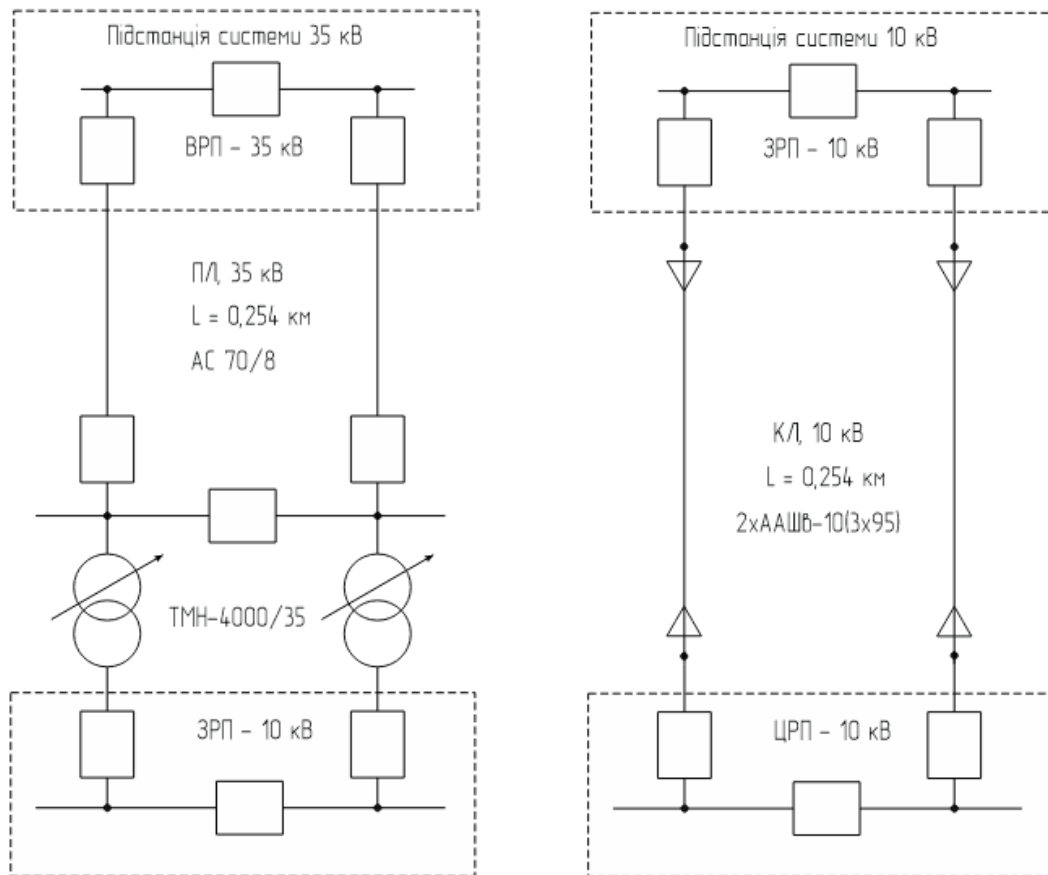 Підстанція системи 35 кВ
ВРП – 35 кВ
ПЛ, 35 кВ
L = 0,254 км
АС 70/8
ТМН-4000/35
ЗРП – 10 кВ
Підстанція системи 10 кВ
ЗРП – 10 кВ
КЛ, 10 кВ
L = 0,254 км
2хААШв-10(3х95)
ЦРП – 10 кВ